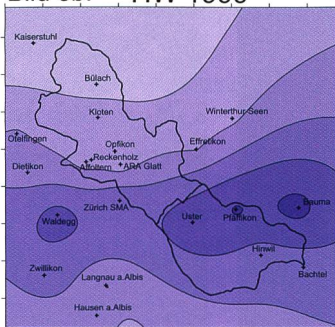 Kaiserstuhl
Bülach
Kloten
Winterthur Seen
Otelfingen
Opfikon
Effretikon
Reckenholz
Affoltern
ARA Glatt
Dietikon
Zürich SMA
Waldegg
Uster
Pfäffikon
Bauma
Hinwil
Zwillikon
Bachtel
Langnau a.Albis
Hausen a.Albis